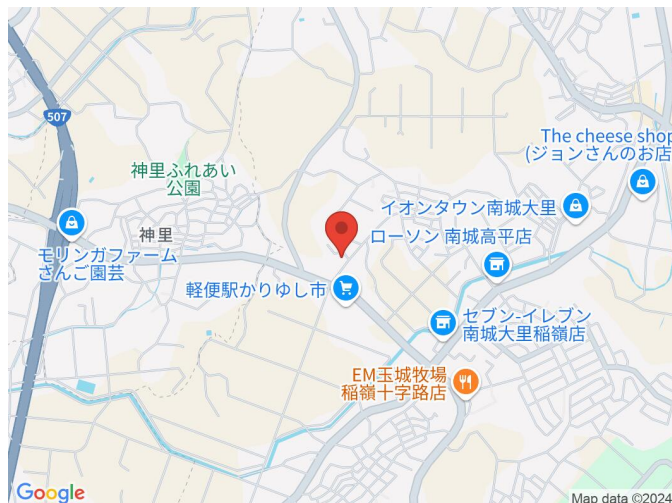 507
The cheese shop
(ジョンさんのお店
神里ふれあい
公園
イオンタウン南城大里
神里
ローソン 南城高平店
モリンガファーム
さんご園芸
軽便駅かりゆし市
セブン-イレブン
南城大里稲嶺店
EM玉城牧場
稲嶺十字路店
Google
Map data ©2024